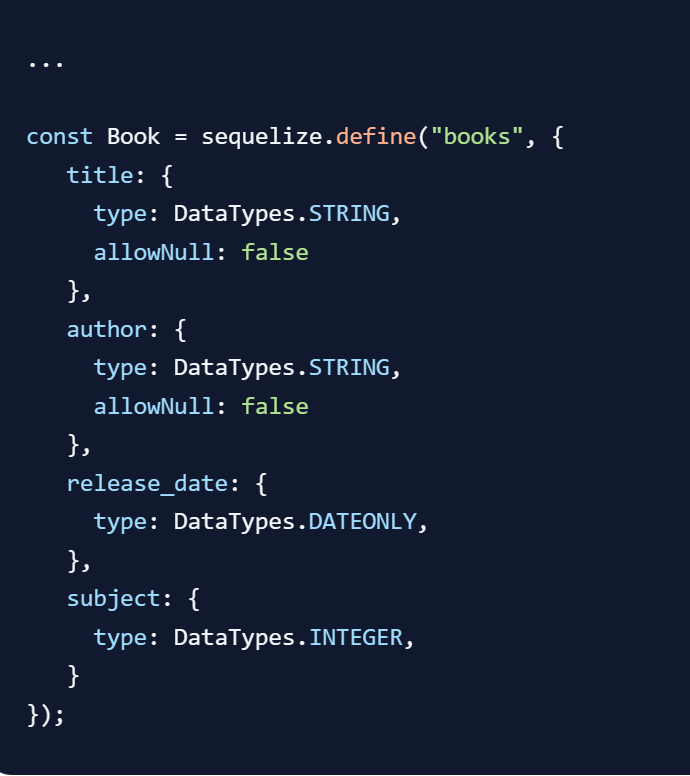 ...
const Book = sequelize.define("books", {
title: {
type: DataTypes.STRING,
allowNull: false
},
author: {
type: DataTypes.STRING,
allowNull: false
},
release_date: {
type: DataTypes.DATEONLY,
},
subject: {
type: DataTypes.INTEGER,
}
});